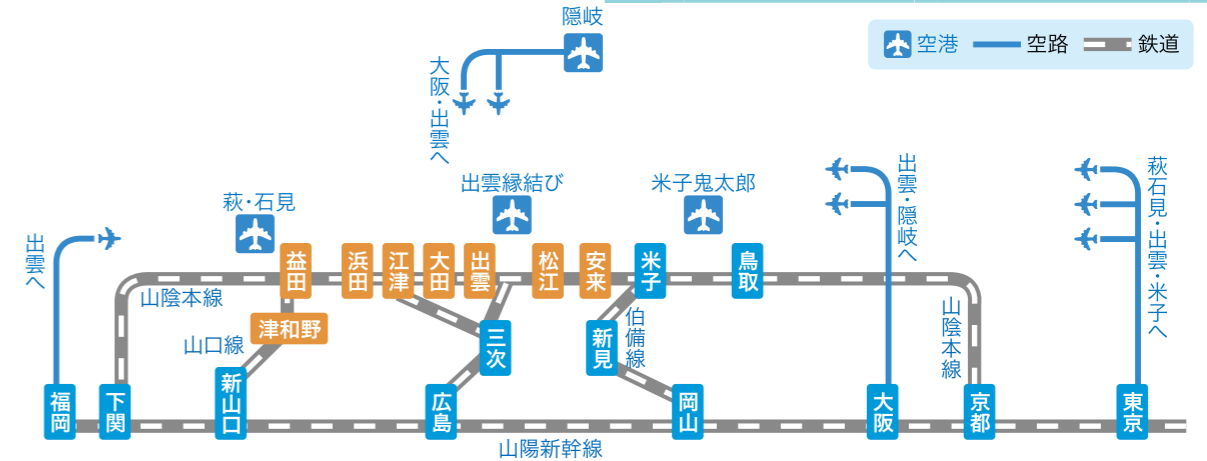 隠岐
空港
空路
鉄道
大阪・出雲へ
出雲・隠岐へ
萩石見・出雲・米子へ
出雲縁結び
米子鬼太郎
萩・石見
出雲へ
益田
浜田
江津
大田
出雲
松江
安来
米子
鳥取
山陰本線
山陰本線
津和野
山口線
三次
新見
伯備線
福岡
下関
新山口
広島
岡山
大阪
京都
東京
山陽新幹線